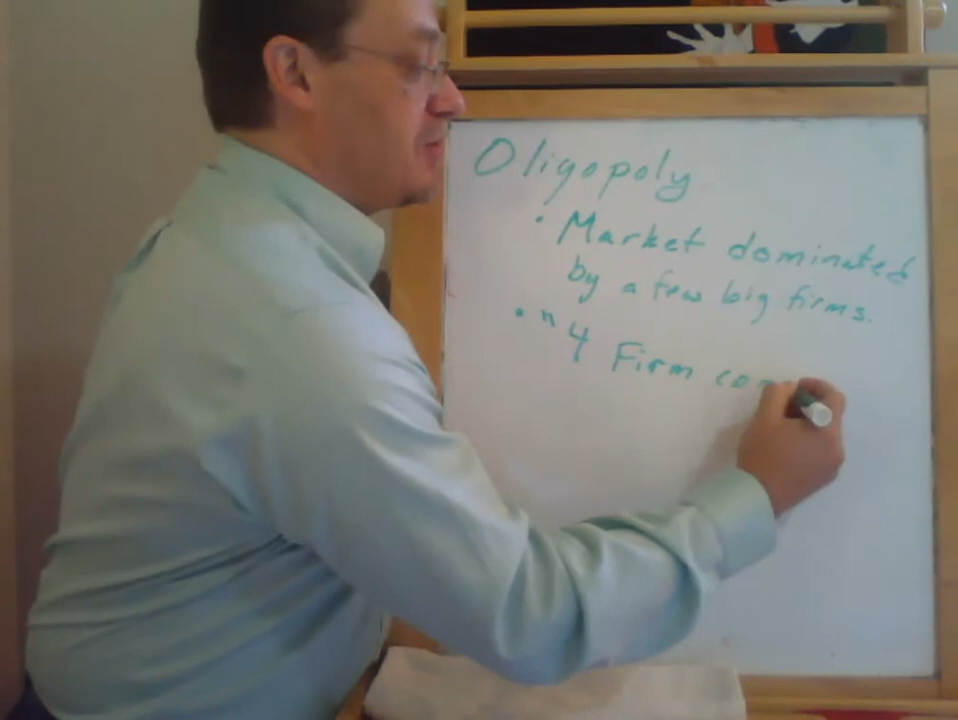 Oligopoly
• Market dominated
by a few big firms.
• "4 Firm con